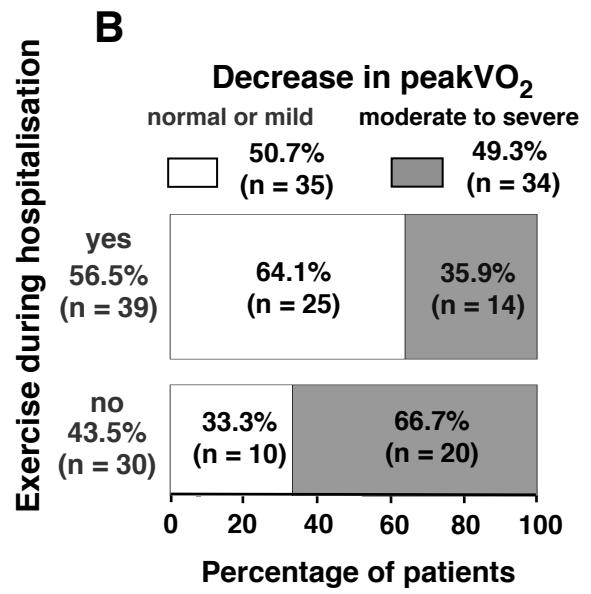 B
Decrease in peakVO₂
normal or mild
moderate to severe
50.7%
(n = 35)
49.3%
(n = 34)
Exercise during hospitalisation
yes
56.5%
(n = 39)
64.1%
(n = 25)
35.9%
(n = 14)
no
43.5%
(n = 30)
33.3%
(n = 10)
66.7%
(n = 20)
0 20 40 60 80 100
Percentage of patients